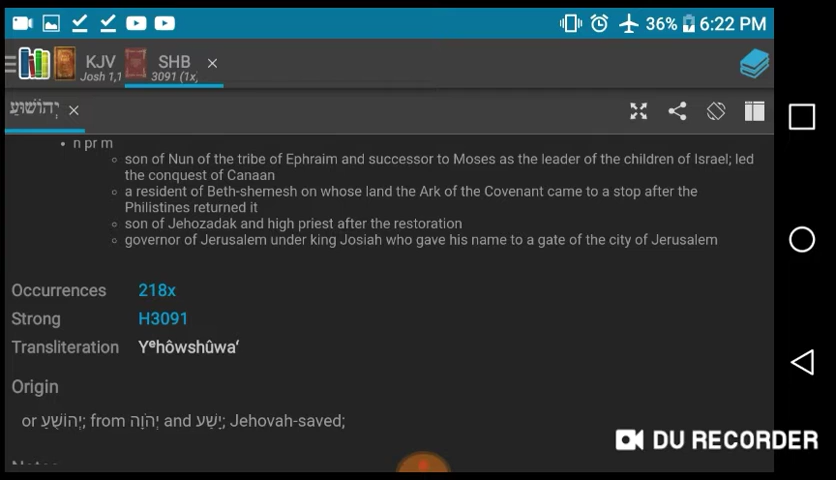 36% 6:22 PM
KJV
Josh 1,1
SHB
3091 (1x,
יְהוֹשׁוּעַ
• n pr m
son of Nun of the tribe of Ephraim and successor to Moses as the leader of the children of Israel; led
the conquest of Canaan
a resident of Beth-shemesh on whose land the Ark of the Covenant came to a stop after the
Philistines returned it
son of Jehozadak and high priest after the restoration
governor of Jerusalem under king Josiah who gave his name to a gate of the city of Jerusalem
Occurrences 218x
Strong H3091
Transliteration Yᵉhôwshûwaʻ
Origin
or יְהוֹשֻׁעַ; from יְהֹוָה and יָשַׁע; Jehovah-saved;
DU RECORDER